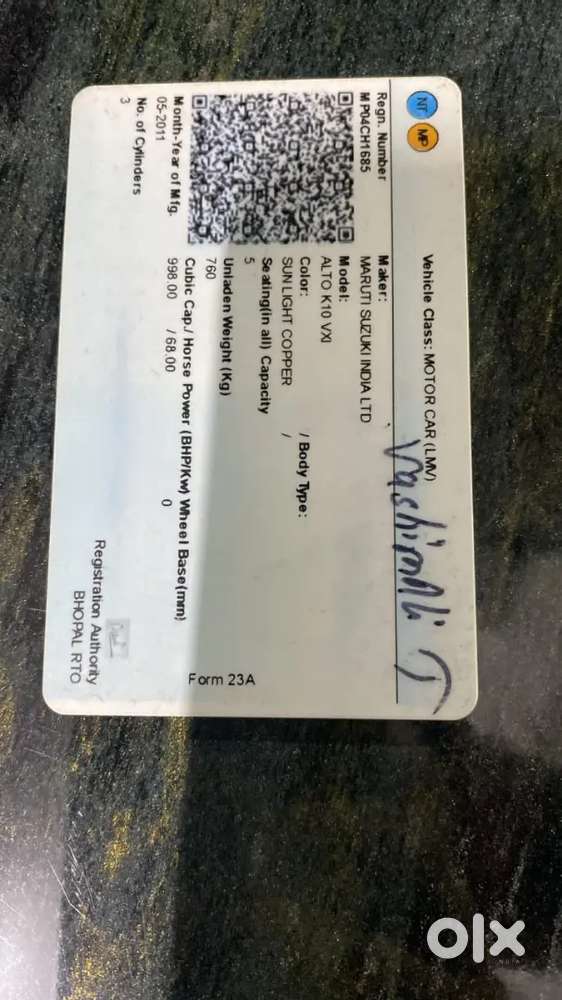 NT MP
Vehicle Class: MOTOR CAR (LMV)
Regn. Number
MP04CH1685
Maker:
MARUTI SUZUKI INDIA LTD
Model:
ALTO K10 VXI
Color: / Body Type:
SUN LIGHT COPPER /
Seating(in all) Capacity
5
Unladen Weight (Kg)
760
Cubic Cap./ Horse Power (BHP/Kw) Wheel Base(mm)
998.00 / 68.00 0
Month-Year of Mfg.
05-2011
No. of Cylinders
3
Form 23A
Registration Authority
BHOPAL RTO
olx
INDIA